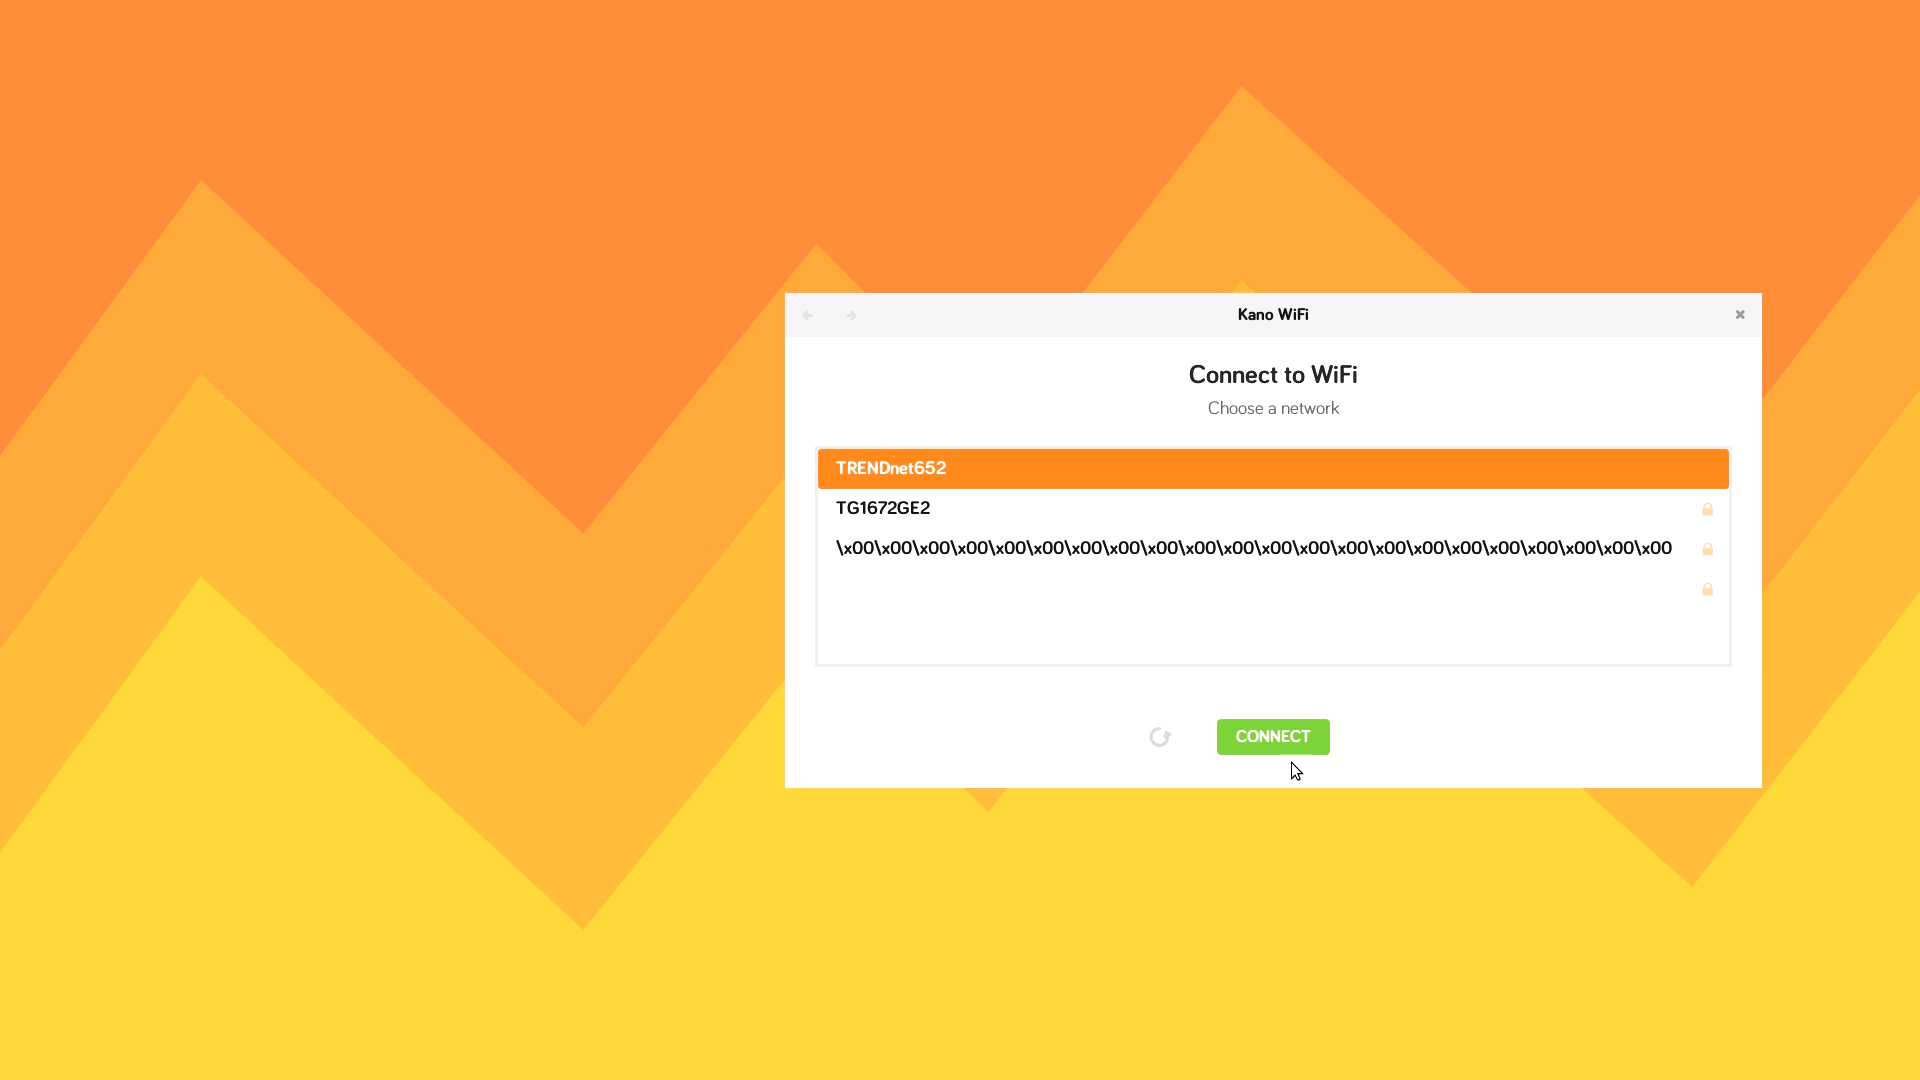 Kano WiFi
Connect to WiFi
Choose a network
TRENDnet652
TG1672GE2
\x00\x00\x00\x00\x00\x00\x00\x00\x00\x00\x00\x00\x00\x00\x00\x00\x00\x00\x00\x00\x00\x00
CONNECT